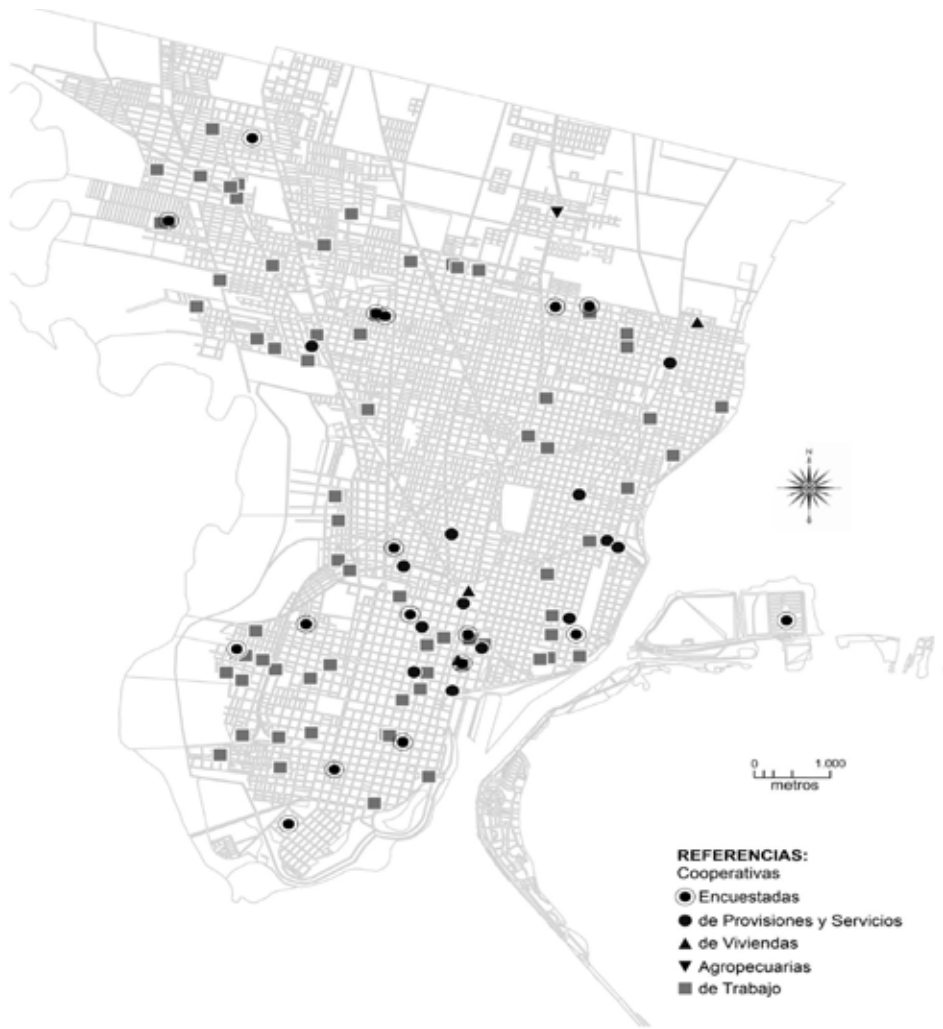 N
0 1.000
metros
REFERENCIAS:
Cooperativas
Encuestadas
de Provisiones y Servicios
de Viviendas
Agropecuarias
de Trabajo